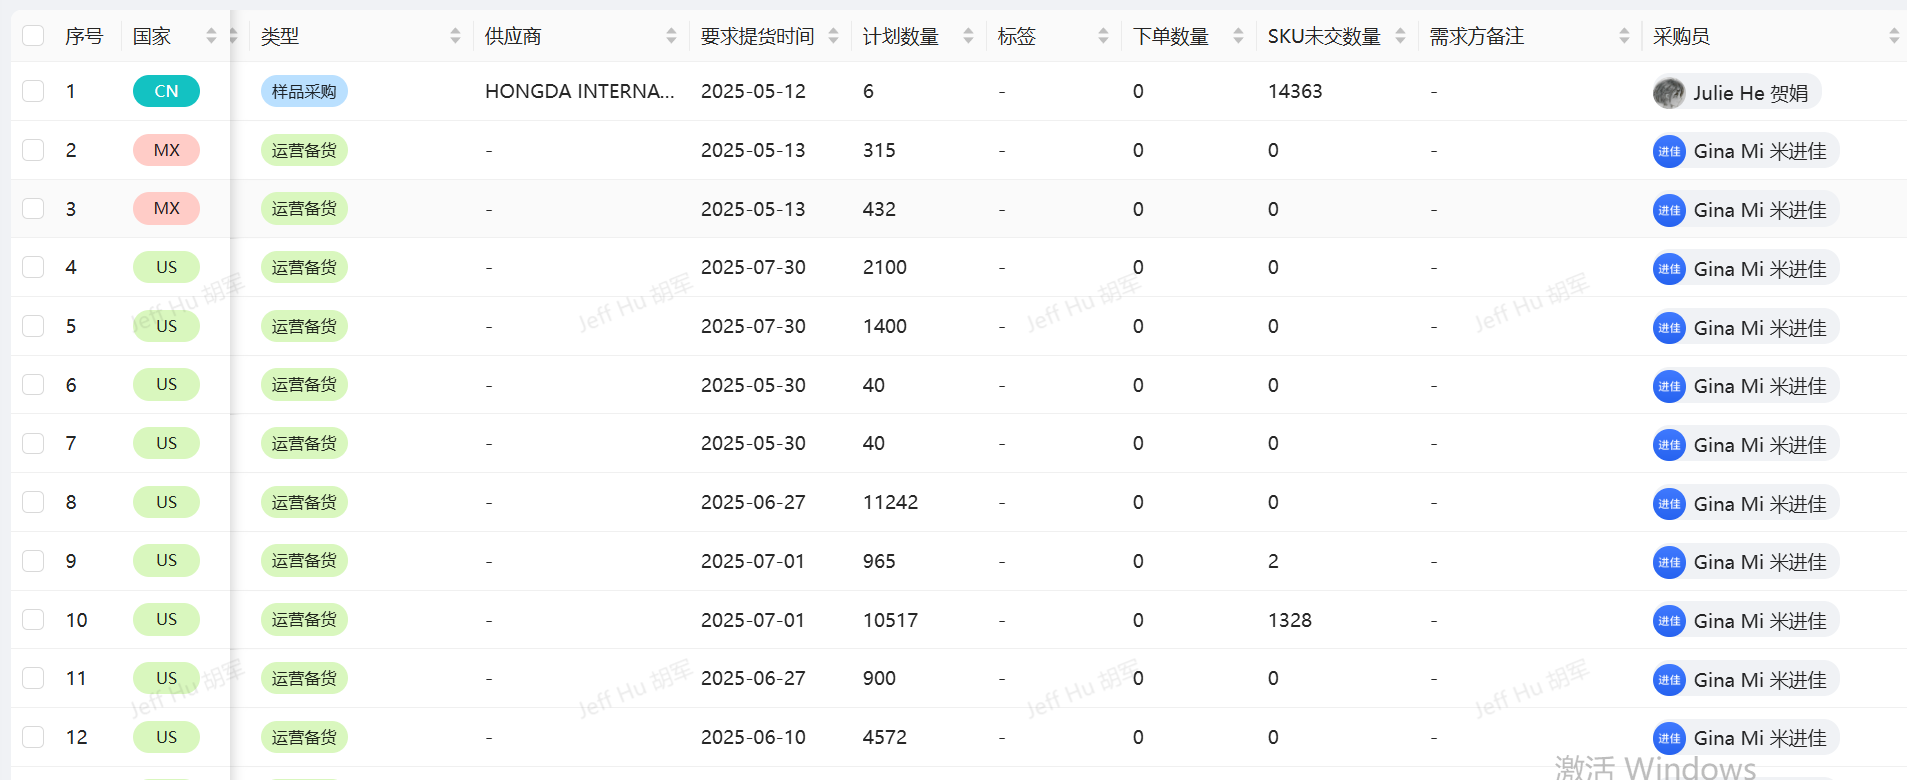 序号 国家 类型 供应商 要求提货时间 计划数量 标签 下单数量 SKU未交数量 需求方备注 采购员
1 CN 样品采购 HONGDA INTERNA... 2025-05-12 6 - 0 14363 - Julie He 贺娟
2 MX 运营备货 - 2025-05-13 315 - 0 0 - 进佳 Gina Mi 米进佳
3 MX 运营备货 - 2025-05-13 432 - 0 0 - 进佳 Gina Mi 米进佳
4 US 运营备货 - 2025-07-30 2100 - 0 0 - 进佳 Gina Mi 米进佳
Jeff Hu 胡军 Jeff Hu 胡军 Jeff Hu 胡军 Jeff Hu 胡军
5 US 运营备货 - 2025-07-30 1400 - 0 0 - 进佳 Gina Mi 米进佳
6 US 运营备货 - 2025-05-30 40 - 0 0 - 进佳 Gina Mi 米进佳
7 US 运营备货 - 2025-05-30 40 - 0 0 - 进佳 Gina Mi 米进佳
8 US 运营备货 - 2025-06-27 11242 - 0 0 - 进佳 Gina Mi 米进佳
9 US 运营备货 - 2025-07-01 965 - 0 2 - 进佳 Gina Mi 米进佳
10 US 运营备货 - 2025-07-01 10517 - 0 1328 - 进佳 Gina Mi 米进佳
11 US 运营备货 - 2025-06-27 900 - 0 0 - 进佳 Gina Mi 米进佳
Jeff Hu 胡军 Jeff Hu 胡军 Jeff Hu 胡军 Jeff Hu 胡军
12 US 运营备货 - 2025-06-10 4572 - 0 0 - 进佳 Gina Mi 米进佳
激活 Windows